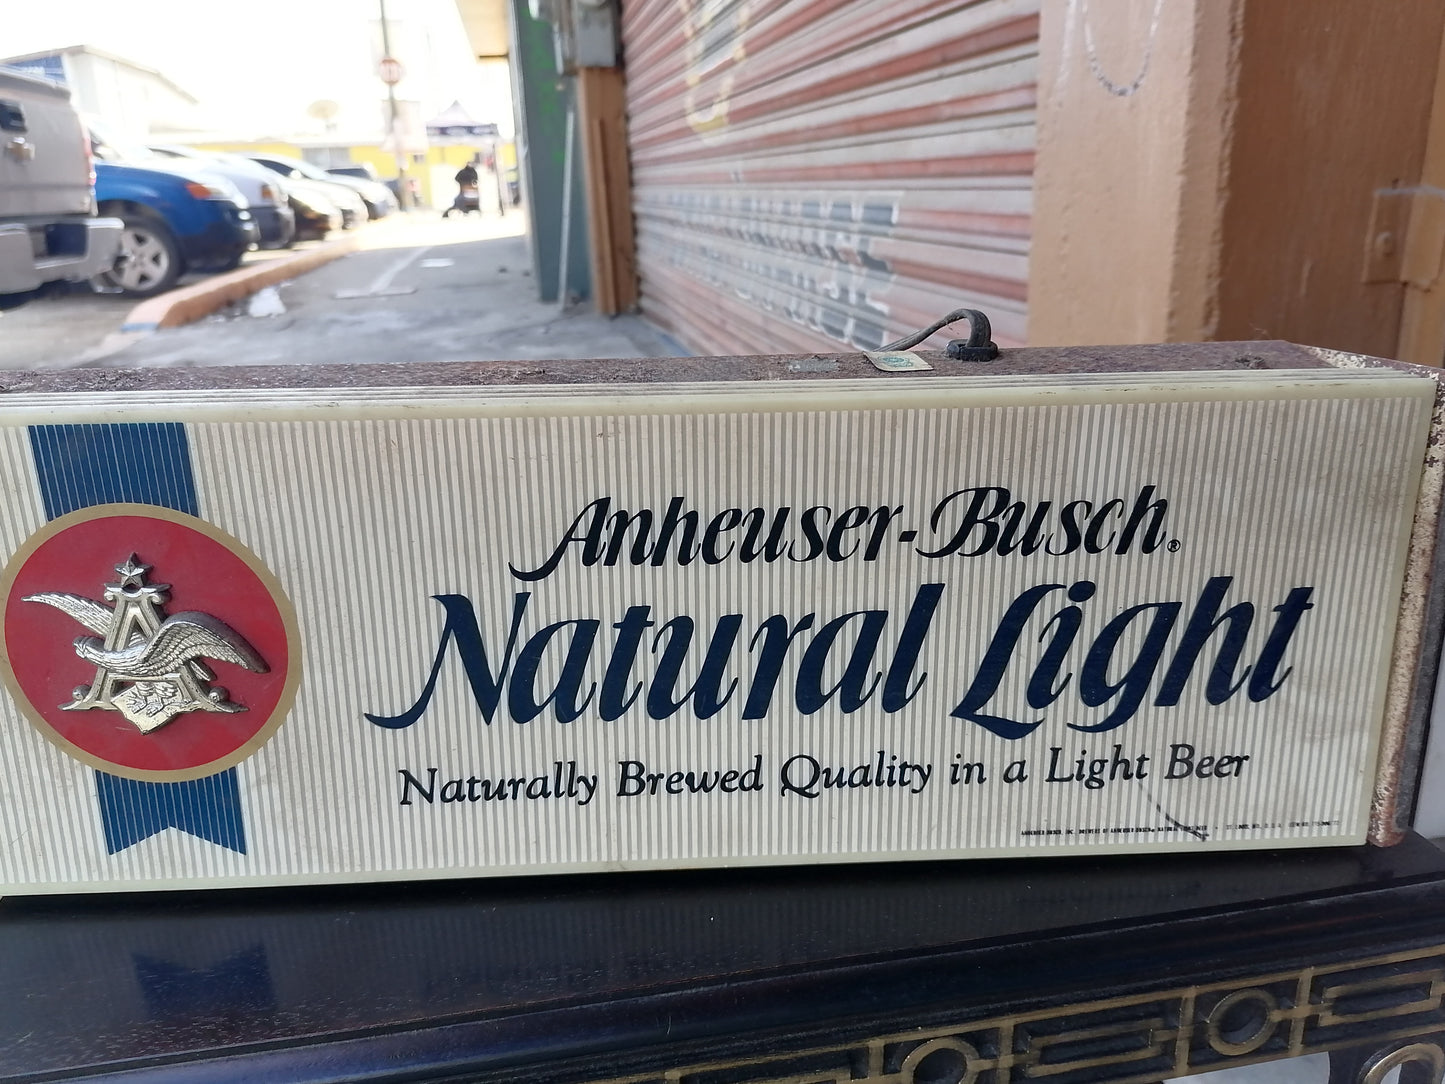 Anheuser-Busch®
Natural Light
Naturally Brewed Quality in a Light Beer
A